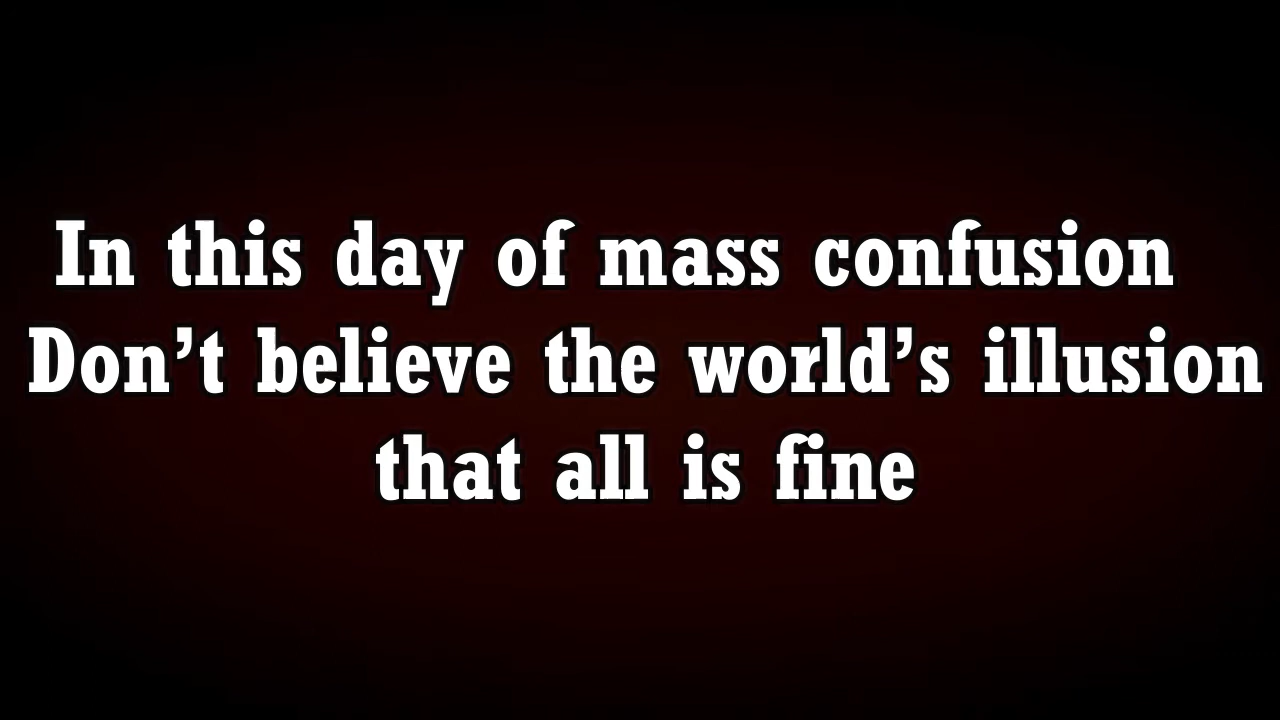 In this day of mass confusion
Don’t believe the world’s illusion
that all is fine